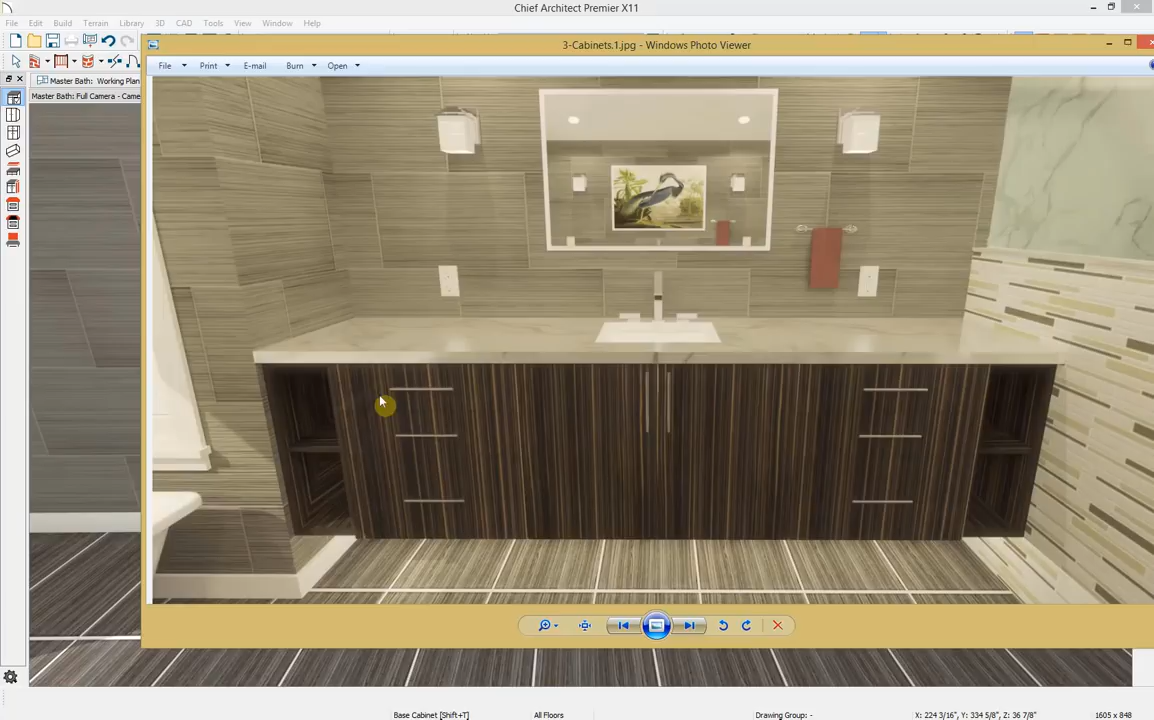 Chief Architect Premier X11
File Edit Build Terrain Library 3D CAD Tools Window View Help
3-Cabinets.1.jpg - Windows Photo Viewer
File Print E-mail Burn Open
Master Bath: Working Plan
Master Bath: Full Camera - Came
Base Cabinet [Shift+T] All Floors Drawing Group: - X: 224 3/16", Y: 334 5/8", Z: 36 7/8" 1605 x 848